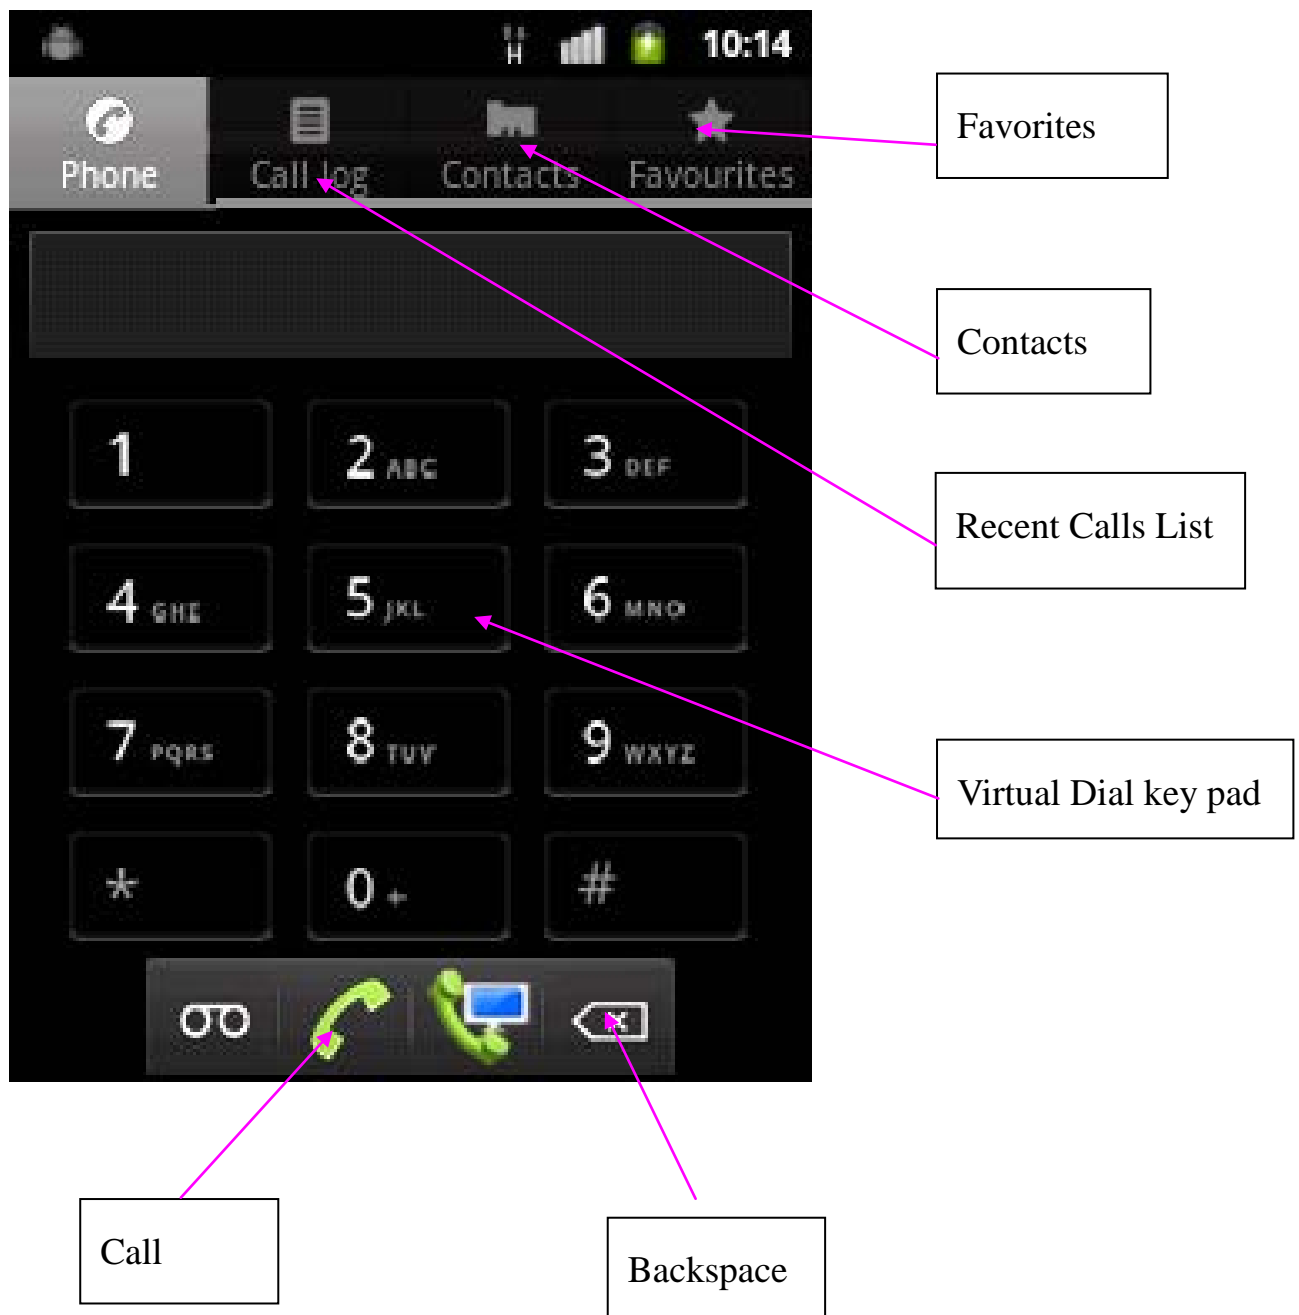 H 10:14
Phone Call log Contacts Favourites
Favorites
Contacts
1 2 ABC 3 DEF
Recent Calls List
4 GHI 5 JKL 6 MNO
7 PQRS 8 TUV 9 WXYZ
Virtual Dial key pad
* 0 + #
Call
Backspace